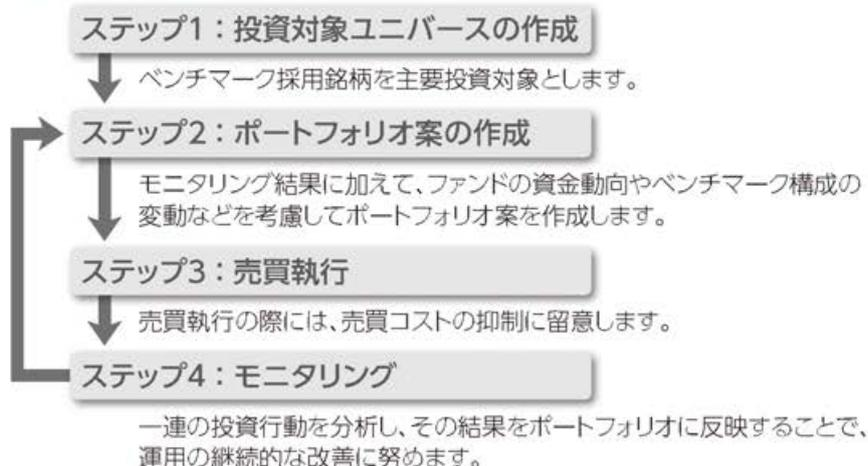 ステップ1：投資対象ユニバースの作成
ベンチマーク採用銘柄を主要投資対象とします。
ステップ2：ポートフォリオ案の作成
モニタリング結果に加えて、ファンドの資金動向やベンチマーク構成の
変動などを考慮してポートフォリオ案を作成します。
ステップ3：売買執行
売買執行の際には、売買コストの抑制に留意します。
ステップ4：モニタリング
一連の投資行動を分析し、その結果をポートフォリオに反映することで、
運用の継続的な改善に努めます。